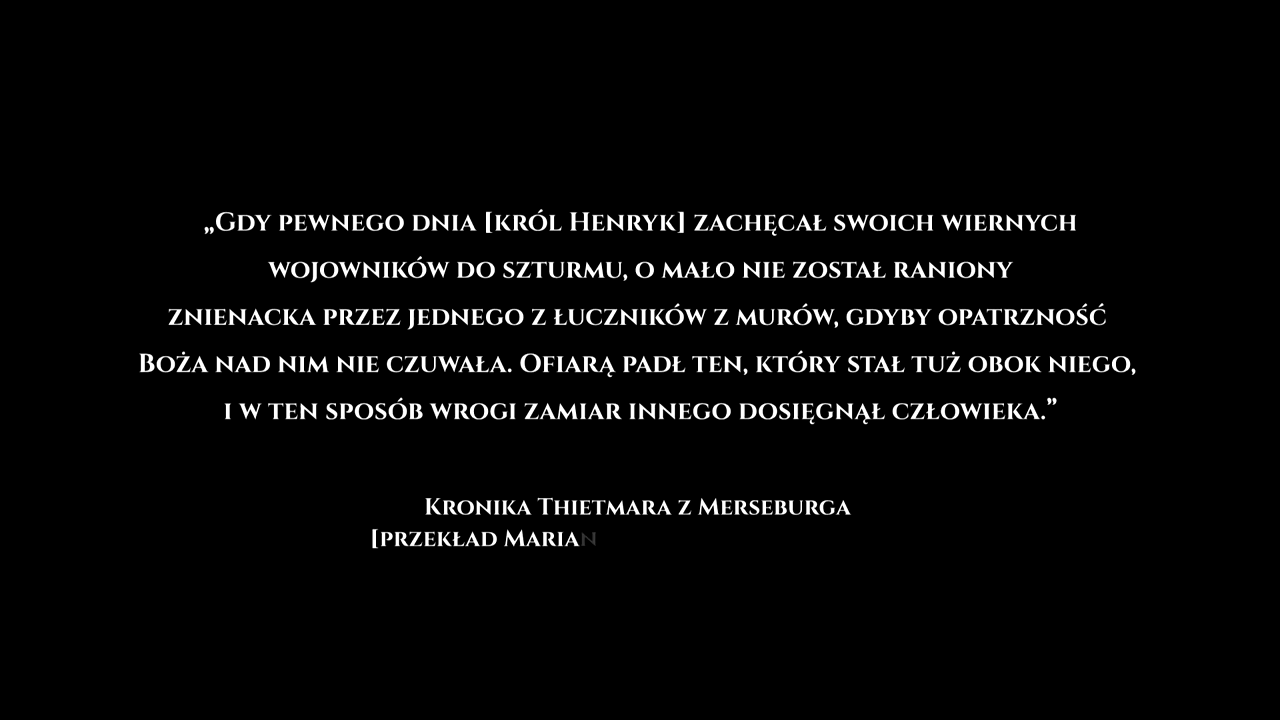 „Gdy pewnego dnia [król Henryk] zachęcał swoich wiernych
wojowników do szturmu, o mało nie został raniony
znienacka przez jednego z łuczników z murów, gdyby opatrzność
Boża nad nim nie czuwała. Ofiarą padł ten, który stał tuż obok niego,
i w ten sposób wrogi zamiar innego dosięgnął człowieka.”
Kronika Thietmara z Merseburga
[przekład Marian